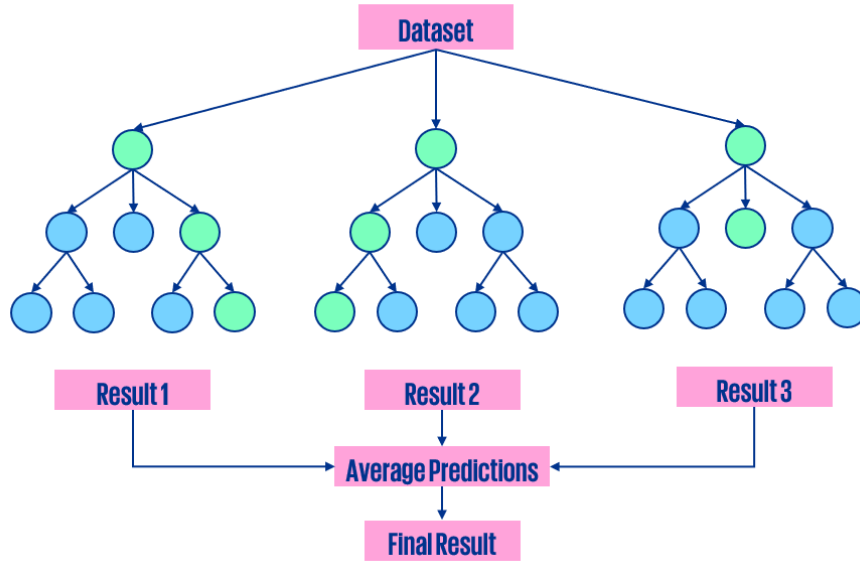 Dataset
Result 1
Result 2
Result 3
Average Predictions
Final Result